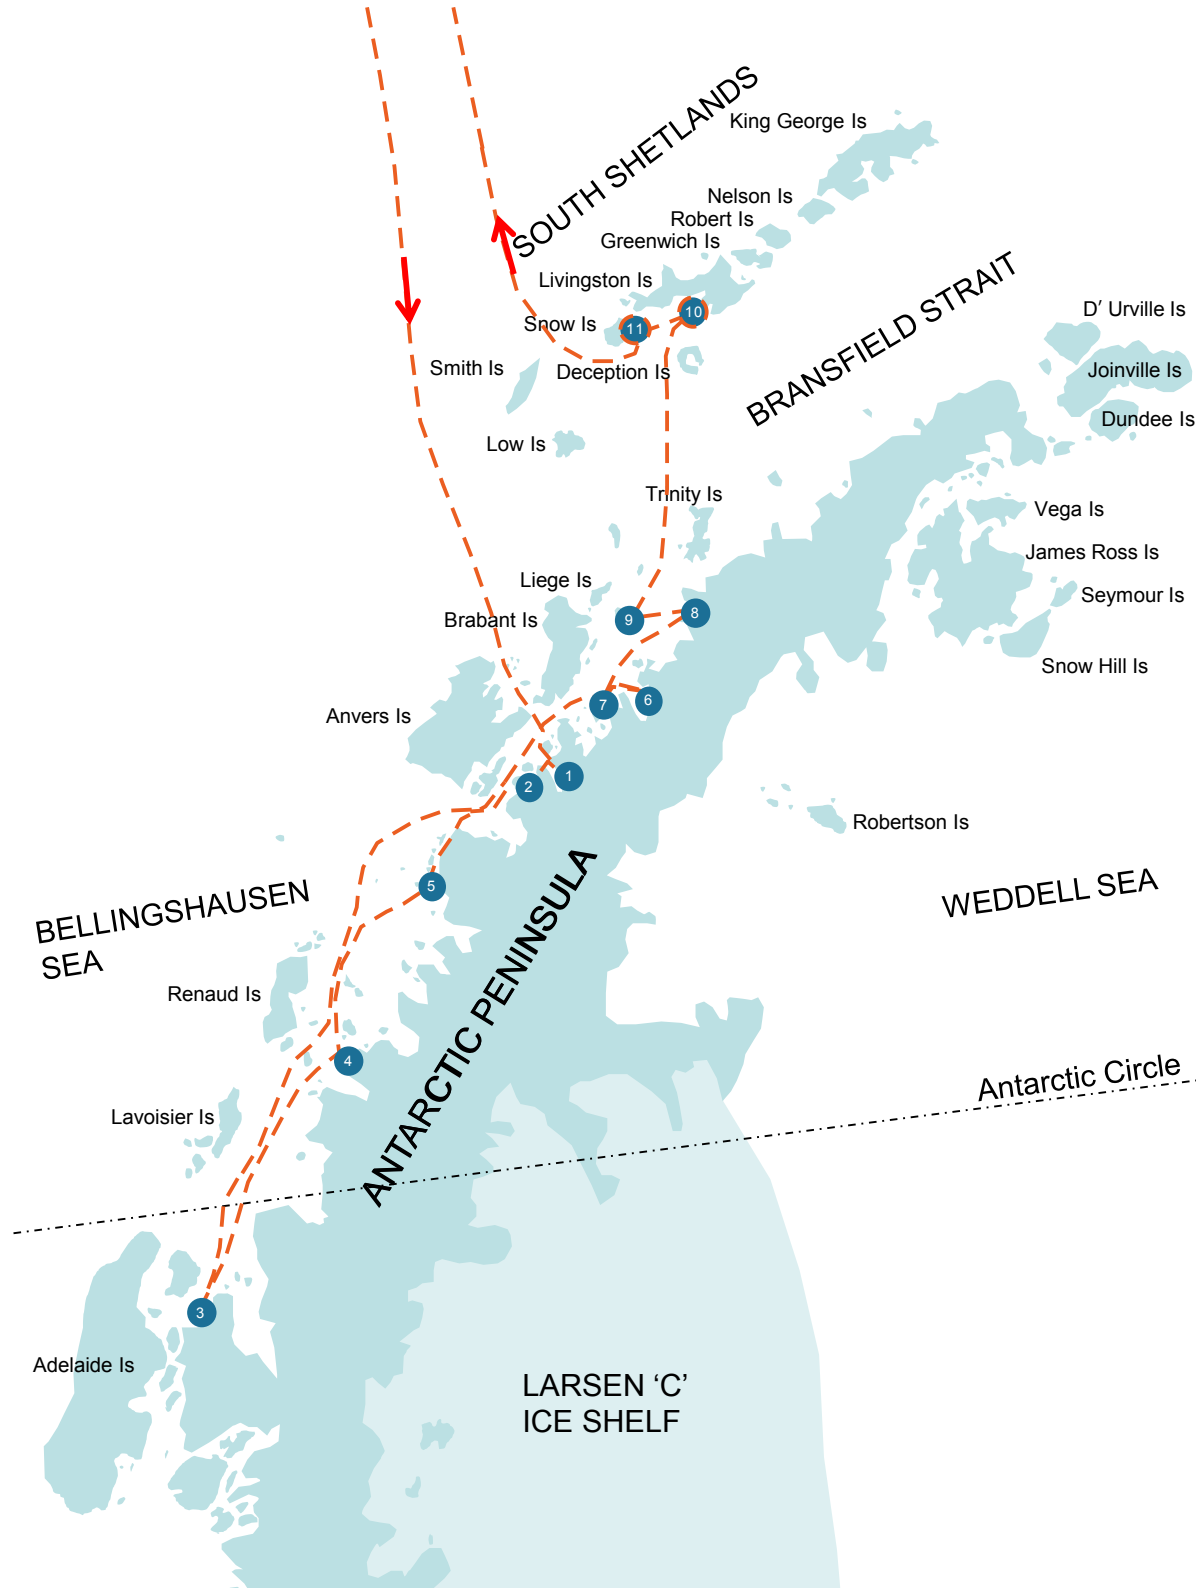 SOUTH SHETLANDS
King George Is
Nelson Is
Robert Is
Greenwich Is
Livingston Is
Snow Is
11
10
BRANSFIELD STRAIT
D' Urville Is
Smith Is
Deception Is
Joinville Is
Dundee Is
Low Is
Trinity Is
Vega Is
James Ross Is
Liege Is
Seymour Is
Brabant Is
9
8
Snow Hill Is
Anvers Is
7
6
2
1
Robertson Is
5
ANTARCTIC PENINSULA
WEDDELL SEA
BELLINGSHAUSEN
SEA
Renaud Is
4
Antarctic Circle
Lavoisier Is
3
Adelaide Is
LARSEN ‘C’
ICE SHELF